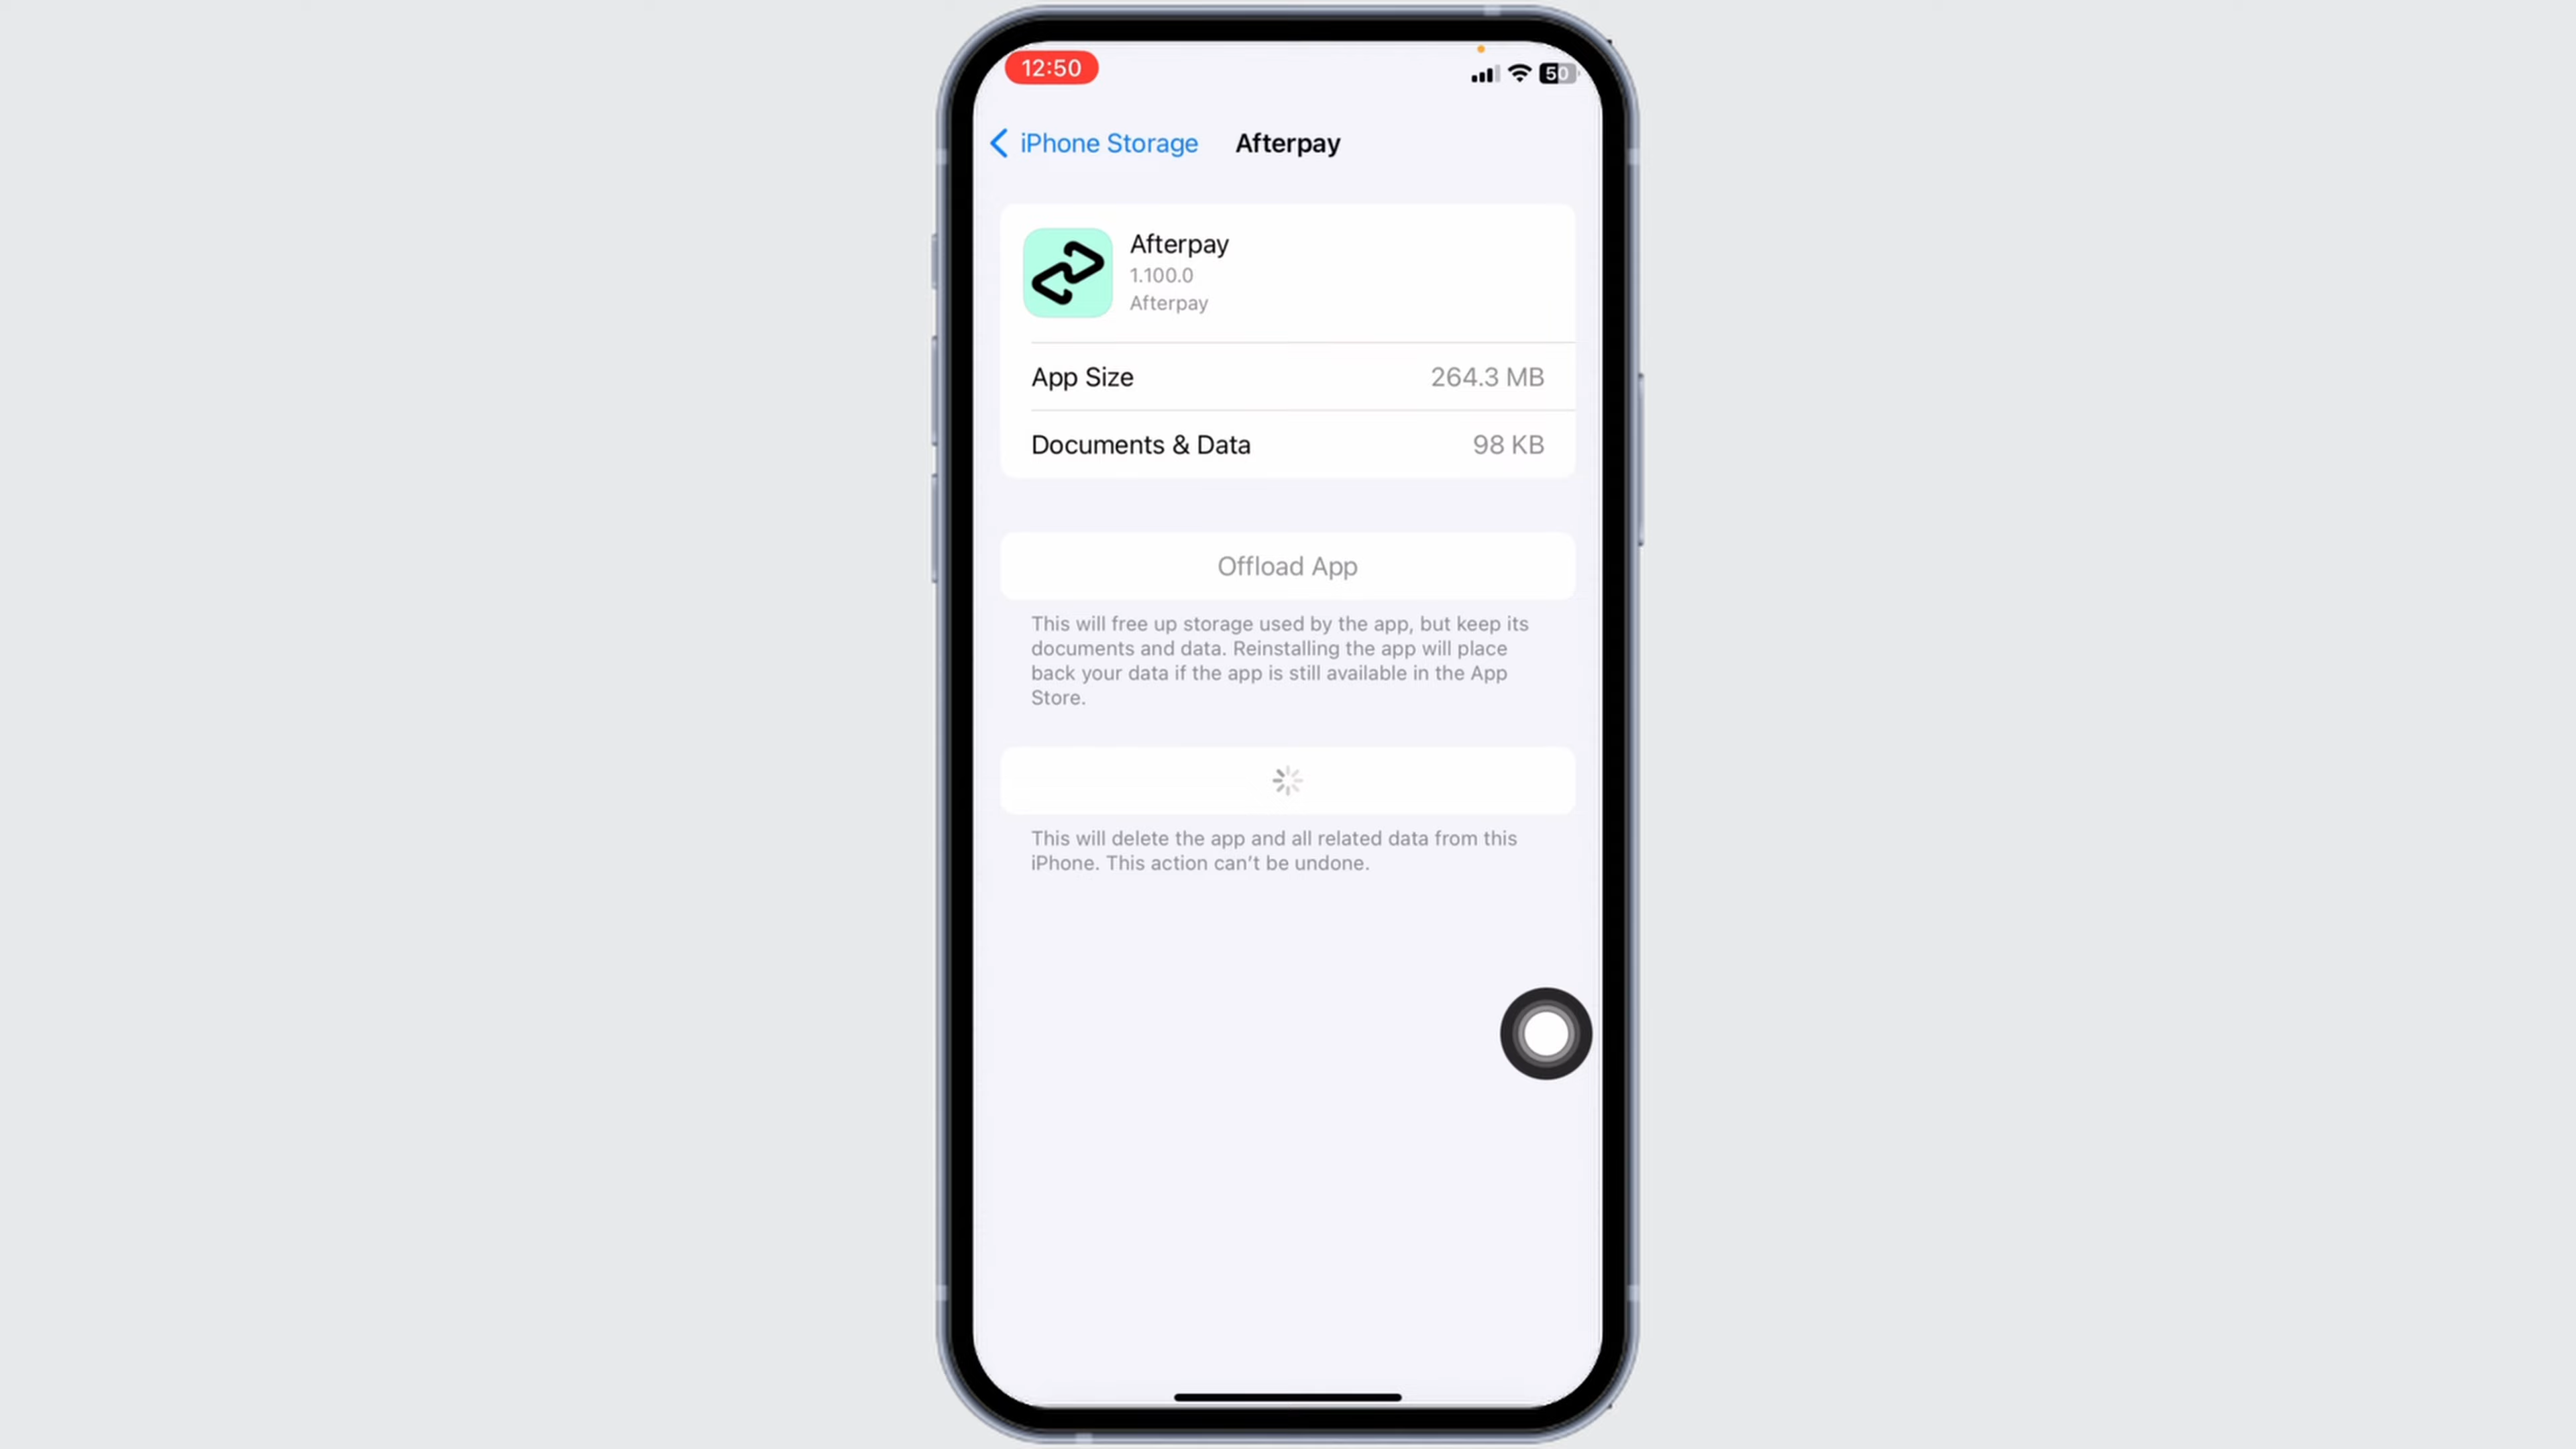 12:50
50
iPhone Storage
Afterpay
Afterpay
1.100.0
Afterpay
App Size
264.3 MB
Documents & Data
98 KB
Offload App
This will free up storage used by the app, but keep its
documents and data. Reinstalling the app will place
back your data if the app is still available in the App
Store.
This will delete the app and all related data from this
iPhone. This action can’t be undone.